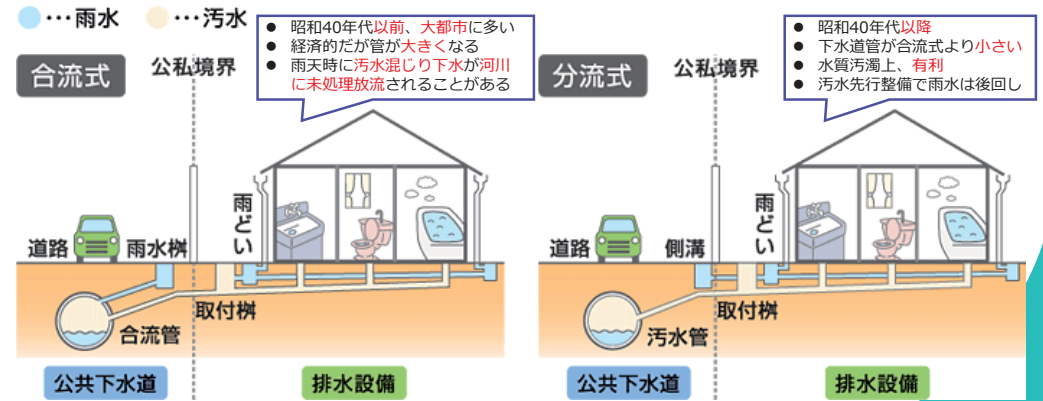 …雨水 …汚水
合流式
公私境界
● 昭和40年代以前、大都市に多い
● 経済的だが管が大きくなる
● 雨天時に汚水混じり下水が河川
に未処理放流されることがある
道路
雨水桝
雨どい
取付桝
合流管
公共下水道
排水設備
分流式
公私境界
● 昭和40年代以降
● 下水道管が合流式より小さい
● 水質汚濁上、有利
● 汚水先行整備で雨水は後回し
道路
側溝
雨どい
取付桝
汚水管
公共下水道
排水設備